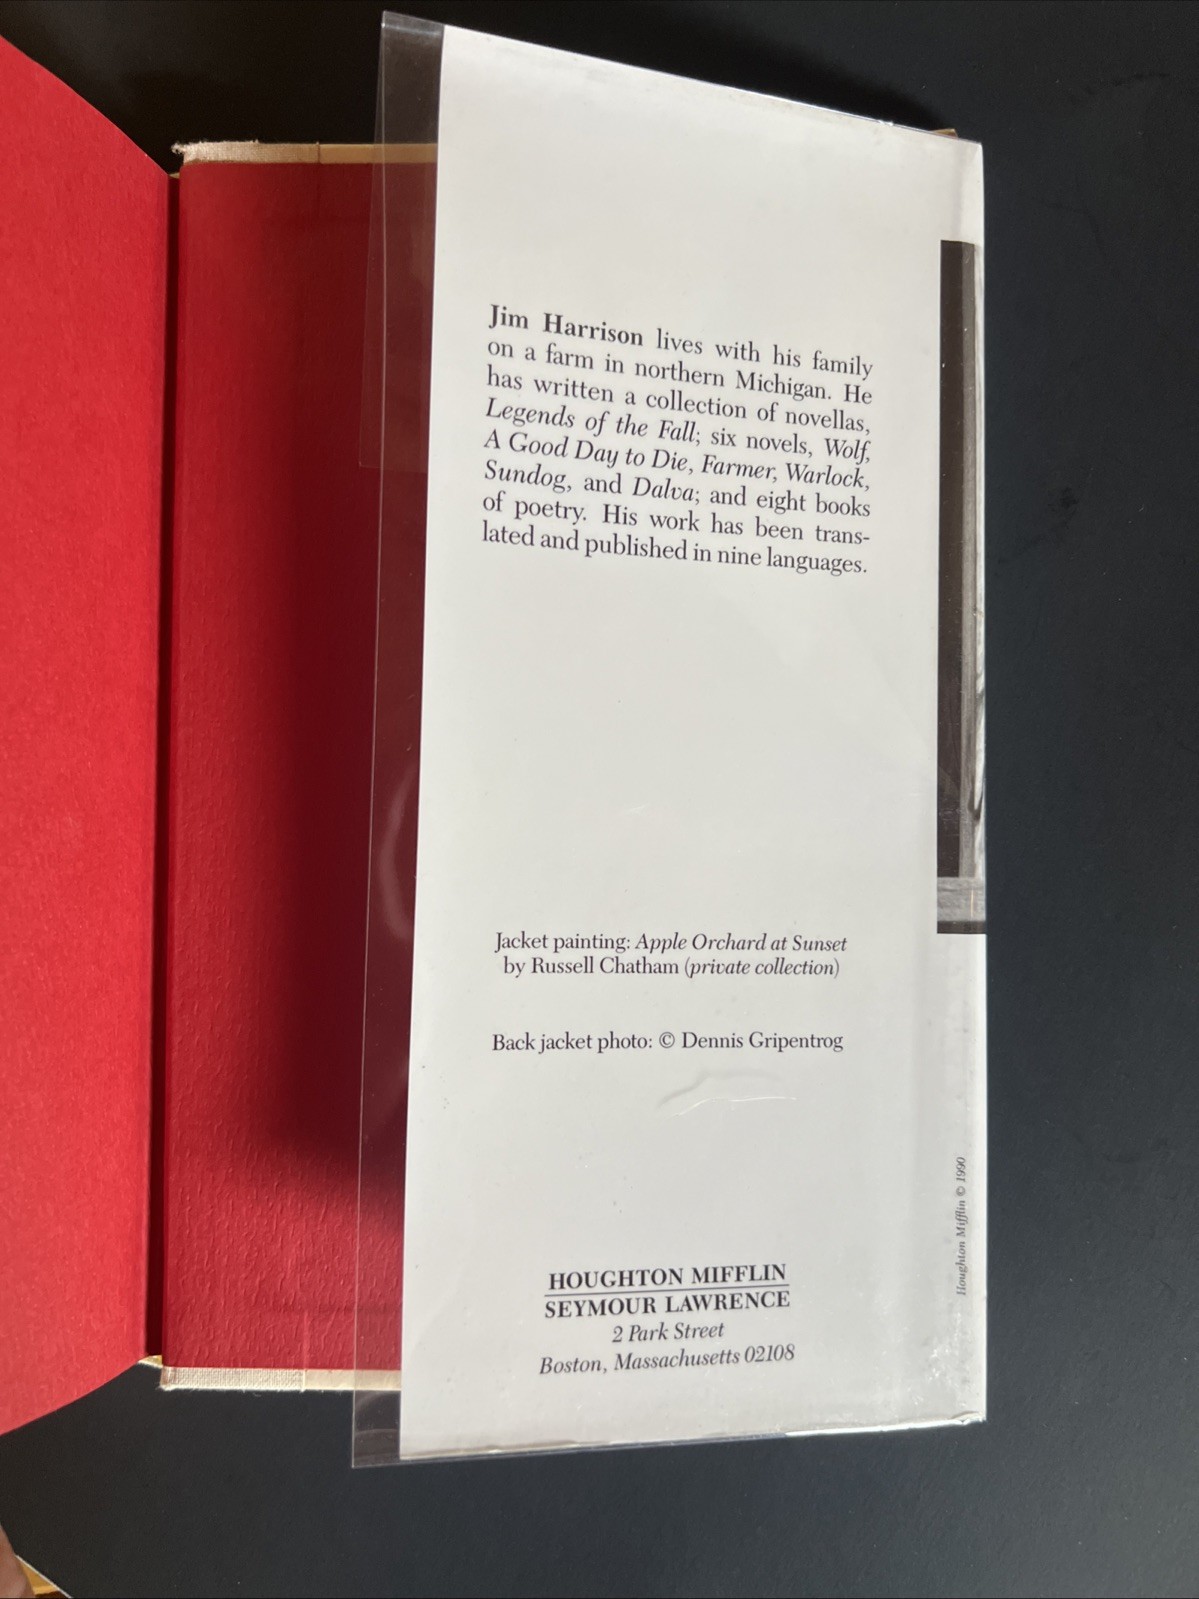 Jim Harrison lives with his family
on a farm in northern Michigan. He
has written a collection of novellas,
Legends of the Fall; six novels, Wolf,
A Good Day to Die, Farmer, Warlock,
Sundog, and Dalva; and eight books
of poetry. His work has been trans-
lated and published in nine languages.
Jacket painting: Apple Orchard at Sunset
by Russell Chatham (private collection)
Back jacket photo: © Dennis Gripentrog
HOUGHTON MIFFLIN
SEYMOUR LAWRENCE
2 Park Street
Boston, Massachusetts 02108
Houghton Mifflin © 1990